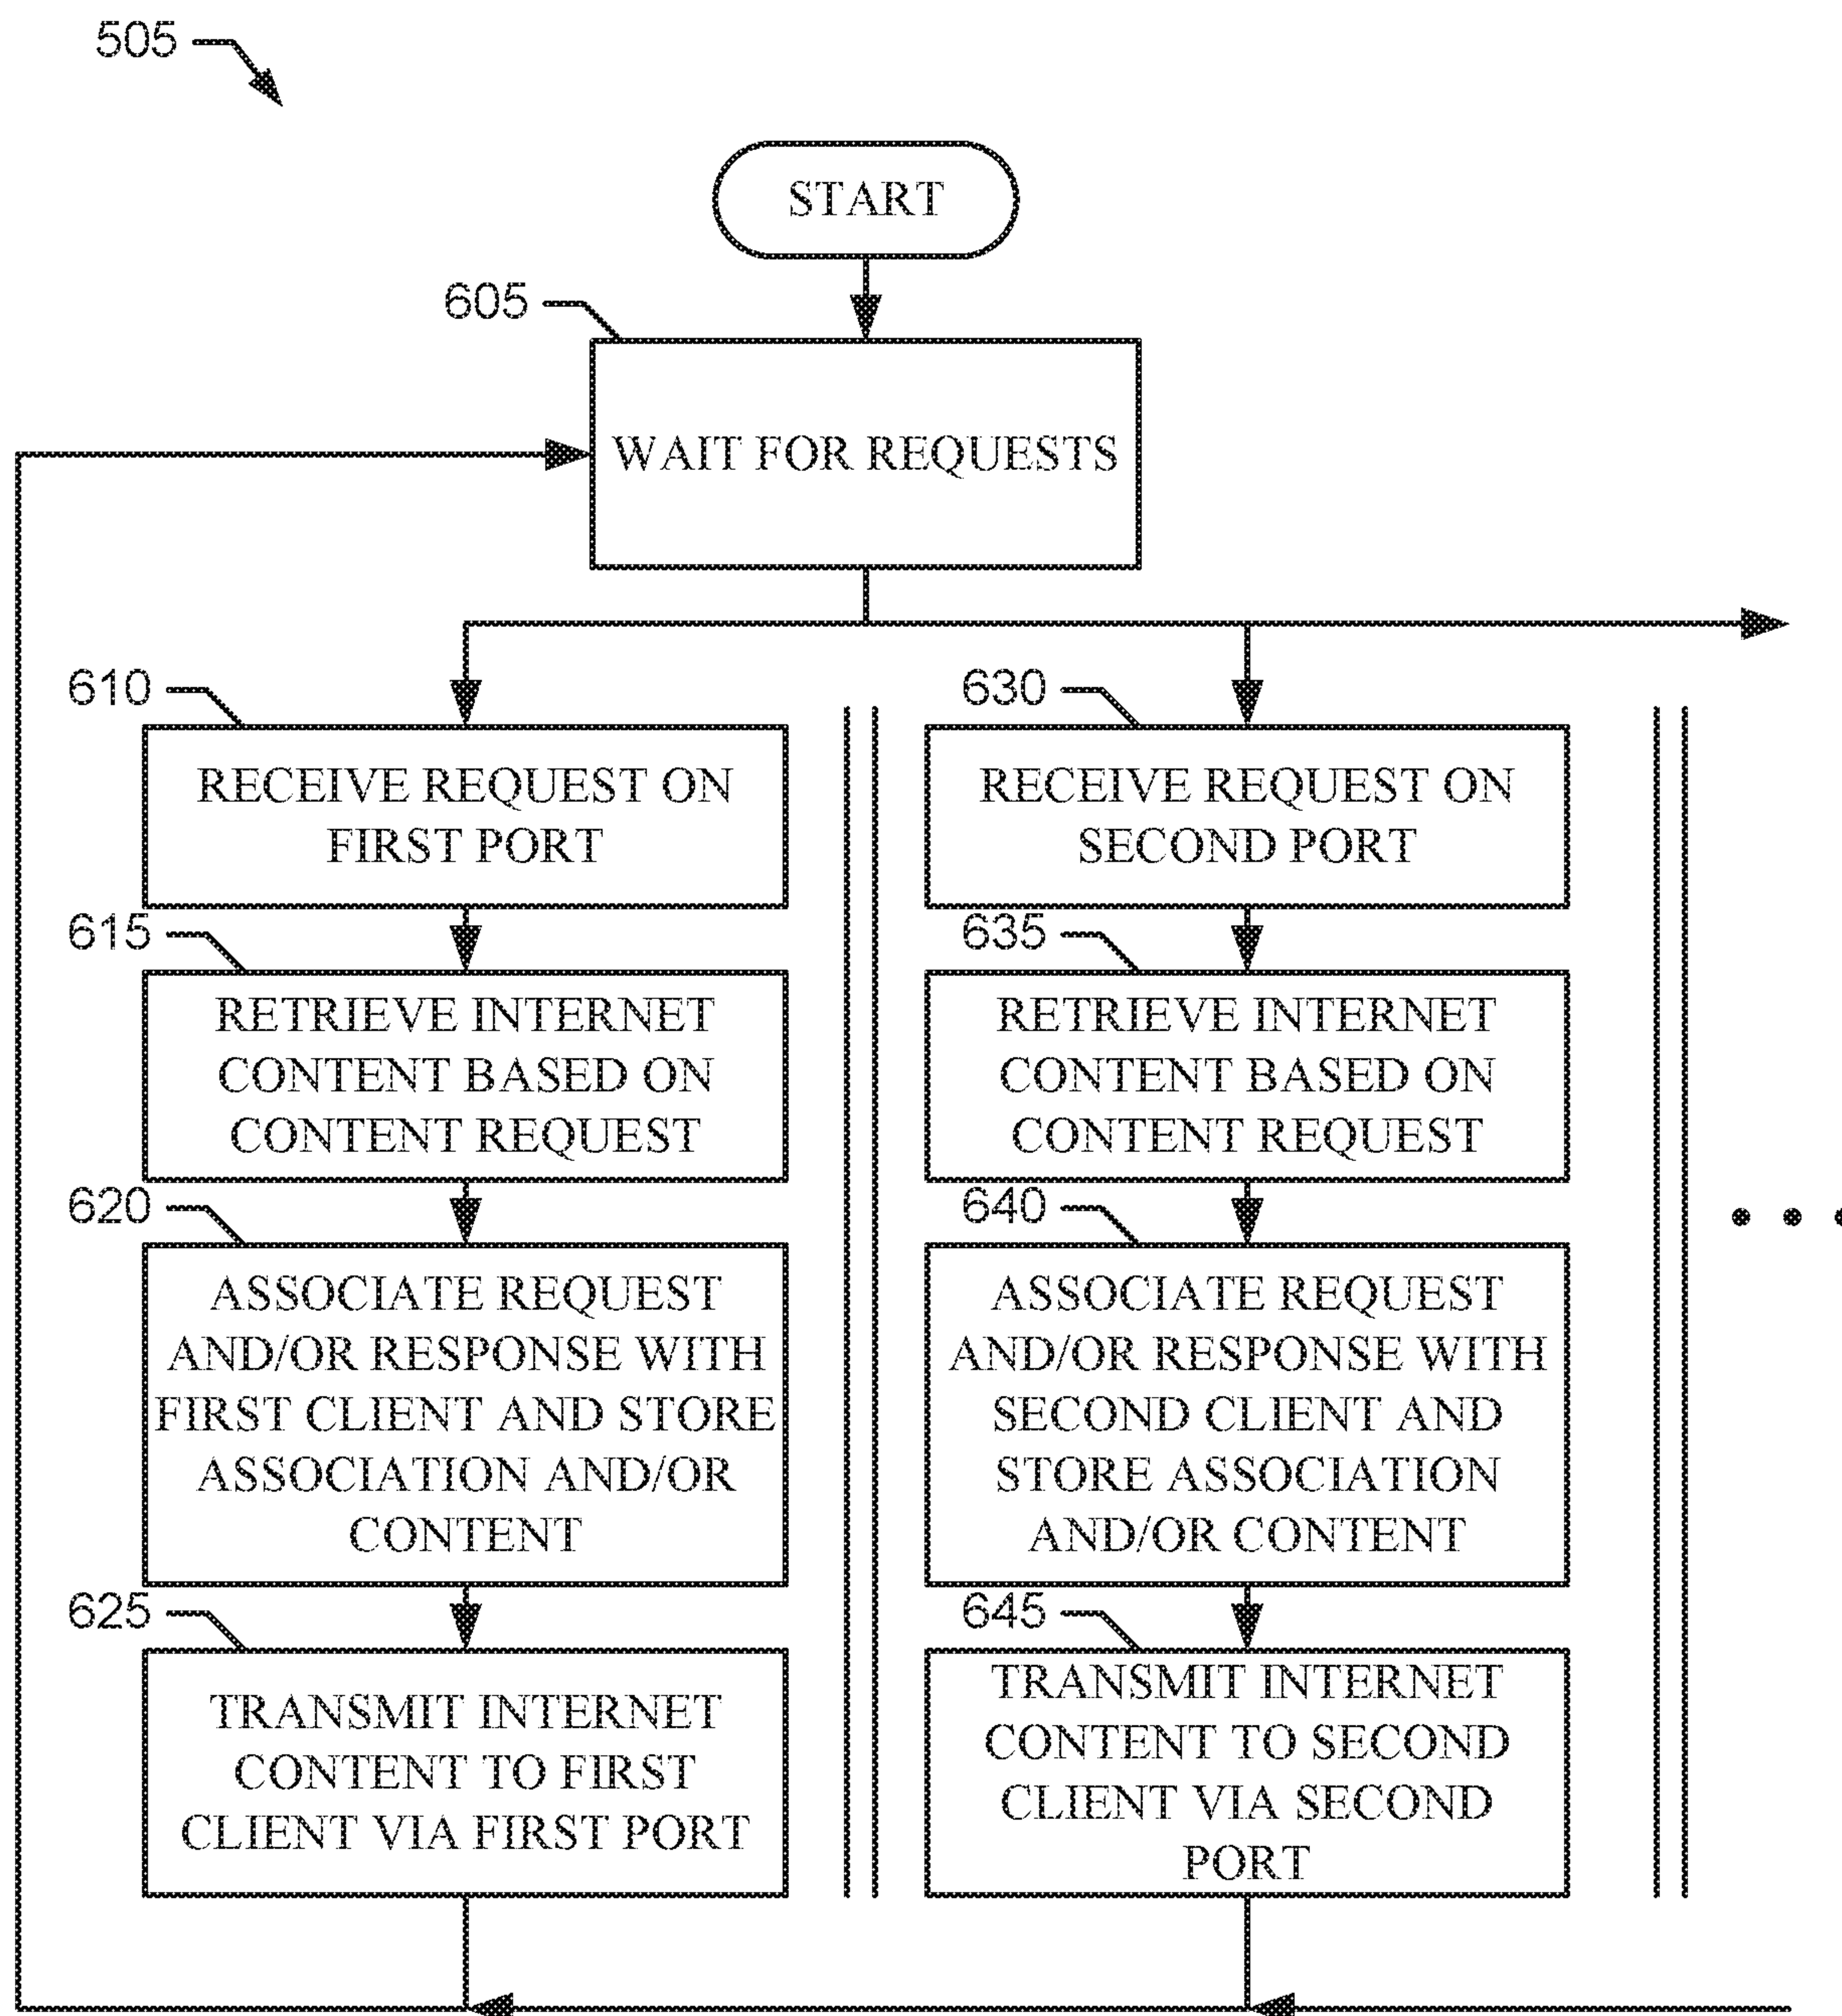 505
START
605
WAIT FOR REQUESTS
610
RECEIVE REQUEST ON
FIRST PORT
615
RETRIEVE INTERNET
CONTENT BASED ON
CONTENT REQUEST
620
ASSOCIATE REQUEST
AND/OR RESPONSE WITH
FIRST CLIENT AND STORE
ASSOCIATION AND/OR
CONTENT
625
TRANSMIT INTERNET
CONTENT TO FIRST
CLIENT VIA FIRST PORT
630
RECEIVE REQUEST ON
SECOND PORT
635
RETRIEVE INTERNET
CONTENT BASED ON
CONTENT REQUEST
640
ASSOCIATE REQUEST
AND/OR RESPONSE WITH
SECOND CLIENT AND
STORE ASSOCIATION
AND/OR CONTENT
645
TRANSMIT INTERNET
CONTENT TO SECOND
CLIENT VIA SECOND
PORT